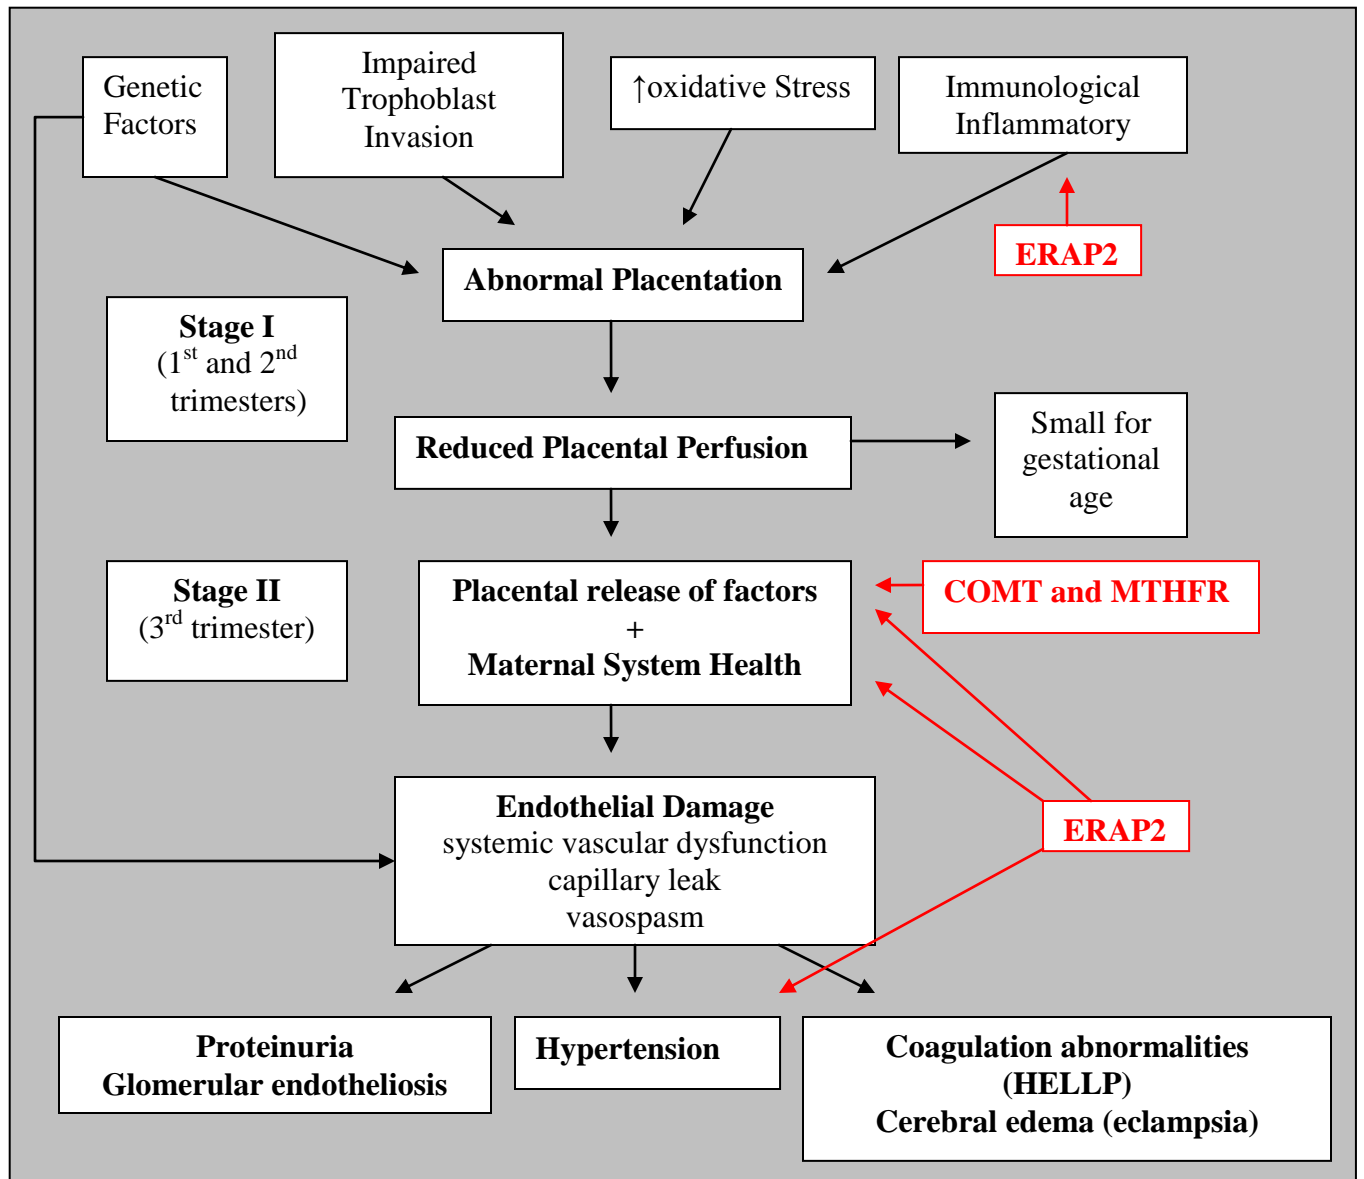 Genetic
Factors
Impaired
Trophoblast
Invasion
↑oxidative Stress
Immunological
Inflammatory
ERAP2
Abnormal Placentation
Stage I
(1st and 2nd
trimesters)
Reduced Placental Perfusion
Small for
gestational
age
Stage II
(3rd trimester)
Placental release of factors
+
Maternal System Health
COMT and MTHFR
Endothelial Damage
systemic vascular dysfunction
capillary leak
vasospasm
ERAP2
Proteinuria
Glomerular endotheliosis
Hypertension
Coagulation abnormalities
(HELLP)
Cerebral edema (eclampsia)